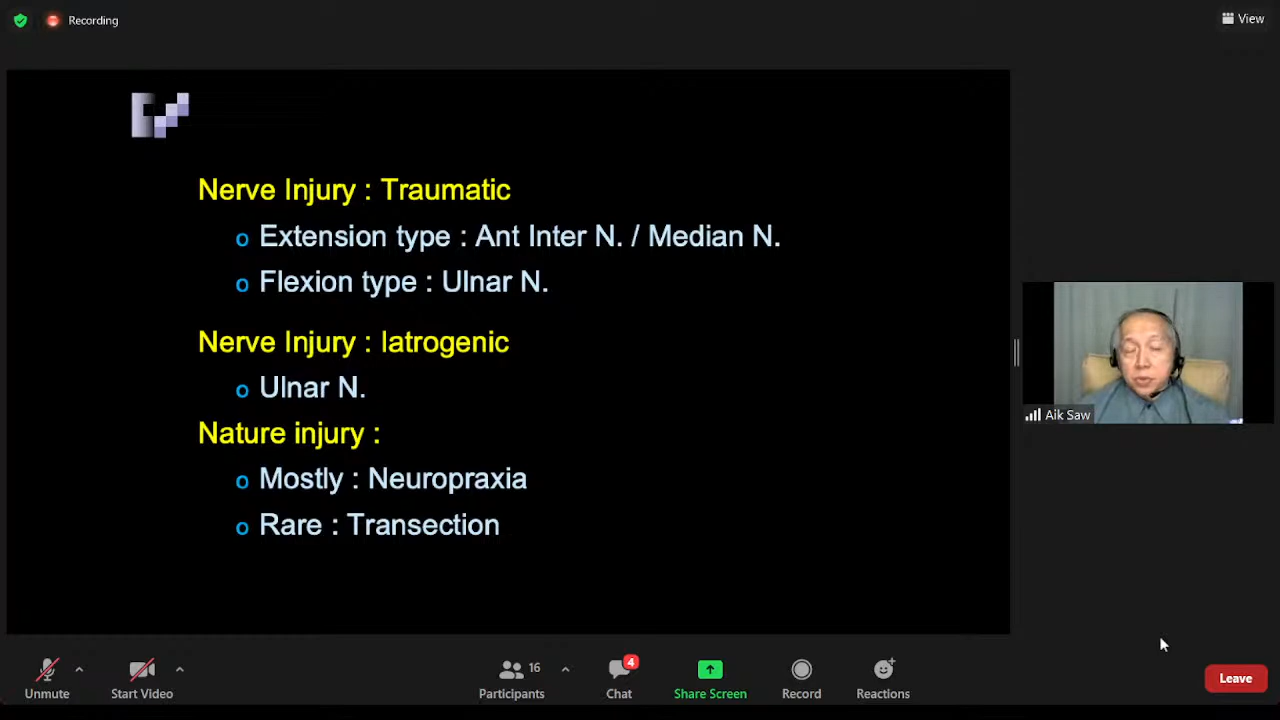 Recording
View
Nerve Injury : Traumatic
o Extension type : Ant Inter N. / Median N.
o Flexion type : Ulnar N.
Nerve Injury : Iatrogenic
o Ulnar N.
Nature injury :
o Mostly : Neuropraxia
o Rare : Transection
Aik Saw
Unmute
Start Video
16
Participants
4
Chat
Share Screen
Record
Reactions
Leave